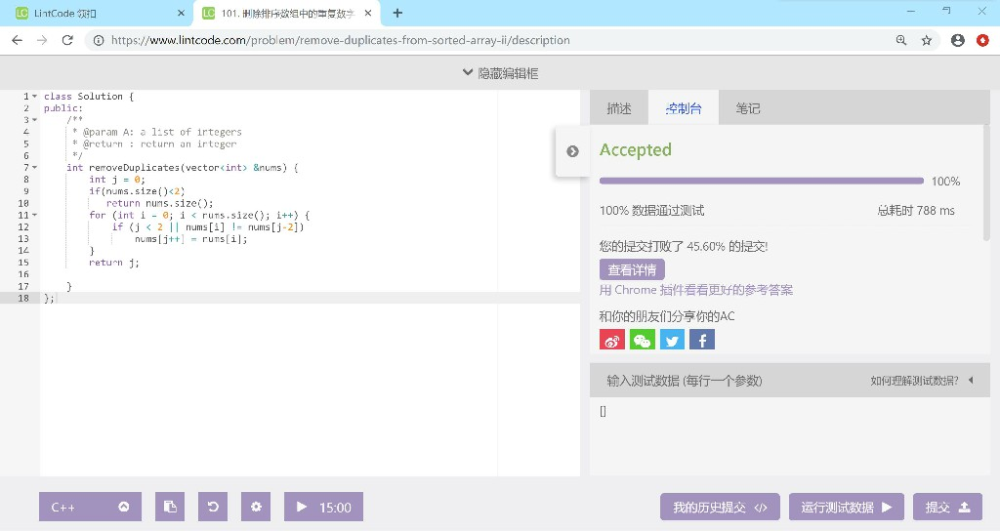 LintCode 领扣
101. 删除排序数组中的重复数字
https://www.lintcode.com/problem/remove-duplicates-from-sorted-array-ii/description
隐藏编辑框
1 class Solution {
2 public:
3 /**
4 * @param A: a list of integers
5 * @return : return an integer
6 */
7 int removeDuplicates(vector<int> &nums) {
8 int j = 0;
9 if(nums.size()<2)
10 return nums.size();
11 for (int i = 0; i < nums.size(); i++) {
12 if (j < 2 || nums[i] != nums[j-2])
13 nums[j++] = nums[i];
14 }
15 return j;
16
17 }
18 };
描述 控制台 笔记
Accepted
100%
100% 数据通过测试 总耗时 788 ms
您的提交打败了 45.60% 的提交!
查看详情
用 Chrome 插件看看更好的参考答案
和你的朋友们分享你的AC
输入测试数据 (每行一个参数) 如何理解测试数据?
[]
C++ 15:00 我的历史提交 运行测试数据 提交